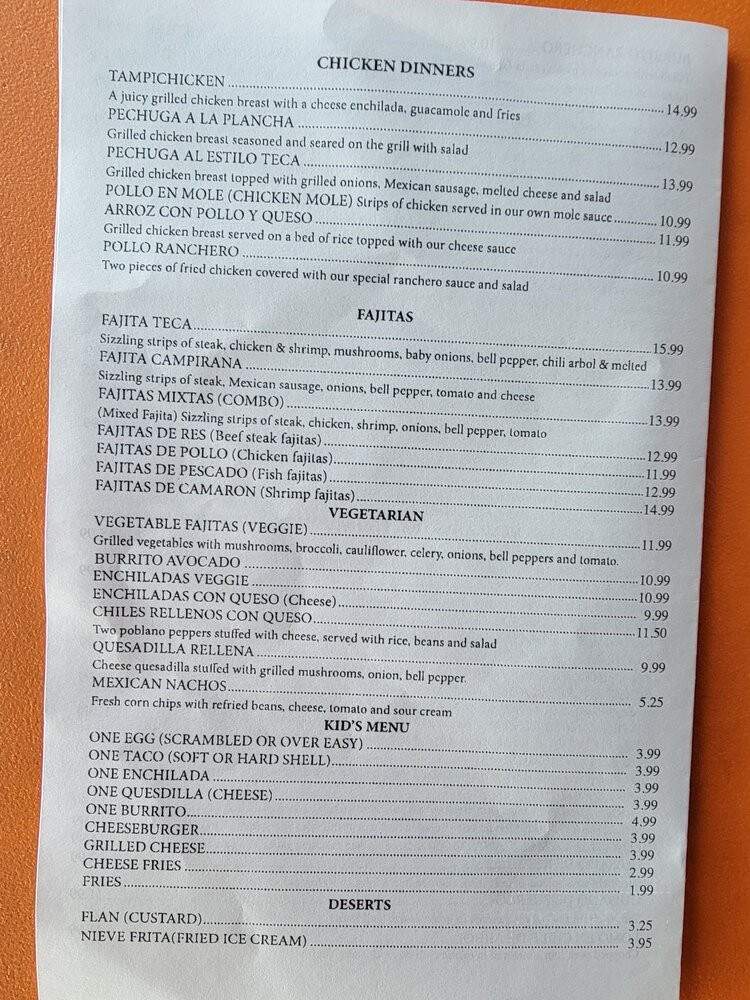 CHICKEN DINNERS
TAMPICHICKEN ........ 14.99
A juicy grilled chicken breast with a cheese enchilada, guacamole and fries
PECHUGA A LA PLANCHA ........ 12.99
Grilled chicken breast seasoned and seared on the grill with salad
PECHUGA AL ESTILO TECA ........ 13.99
Grilled chicken breast topped with grilled onions, Mexican sausage, melted cheese and salad
POLLO EN MOLE (CHICKEN MOLE) Strips of chicken served in our own mole sauce ........ 10.99
ARROZ CON POLLO Y QUESO ........ 11.99
Grilled chicken breast served on a bed of rice topped with our cheese sauce
POLLO RANCHERO ........ 10.99
Two pieces of fried chicken covered with our special ranchero sauce and salad
FAJITAS
FAJITA TECA ........ 15.99
Sizzling strips of steak, chicken & shrimp, mushrooms, baby onions, bell pepper, chili arbol & melted
FAJITA CAMPIRANA ........ 13.99
Sizzling strips of steak, Mexican sausage, onions, bell pepper, tomato and cheese
FAJITAS MIXTAS (COMBO) ........ 13.99
(Mixed Fajita) Sizzling strips of steak, chicken, shrimp, onions, bell pepper, tomato
FAJITAS DE RES (Beef steak fajitas) ........ 12.99
FAJITAS DE POLLO (Chicken fajitas) ........ 11.99
FAJITAS DE PESCADO (Fish fajitas) ........ 12.99
FAJITAS DE CAMARON (Shrimp fajitas) ........ 14.99
VEGETARIAN
VEGETABLE FAJITAS (VEGGIE) ........ 11.99
Grilled vegetables with mushrooms, broccoli, cauliflower, celery, onions, bell peppers and tomato.
BURRITO AVOCADO ........ 10.99
ENCHILADAS VEGGIE ........ 10.99
ENCHILADAS CON QUESO (Cheese) ........ 9.99
CHILES RELLENOS CON QUESO ........ 11.50
Two poblano peppers stuffed with cheese, served with rice, beans and salad
QUESADILLA RELLENA ........ 9.99
Cheese quesadilla stuffed with grilled mushrooms, onion, bell pepper.
MEXICAN NACHOS ........ 5.25
Fresh corn chips with refried beans, cheese, tomato and sour cream
KID'S MENU
ONE EGG (SCRAMBLED OR OVER EASY) ........ 3.99
ONE TACO (SOFT OR HARD SHELL) ........ 3.99
ONE ENCHILADA ........ 3.99
ONE QUESDILLA (CHEESE) ........ 3.99
ONE BURRITO ........ 4.99
CHEESEBURGER ........ 3.99
GRILLED CHEESE ........ 3.99
CHEESE FRIES ........ 2.99
FRIES ........ 1.99
DESERTS
FLAN (CUSTARD) ........ 3.25
NIEVE FRITA(FRIED ICE CREAM) ........ 3.95